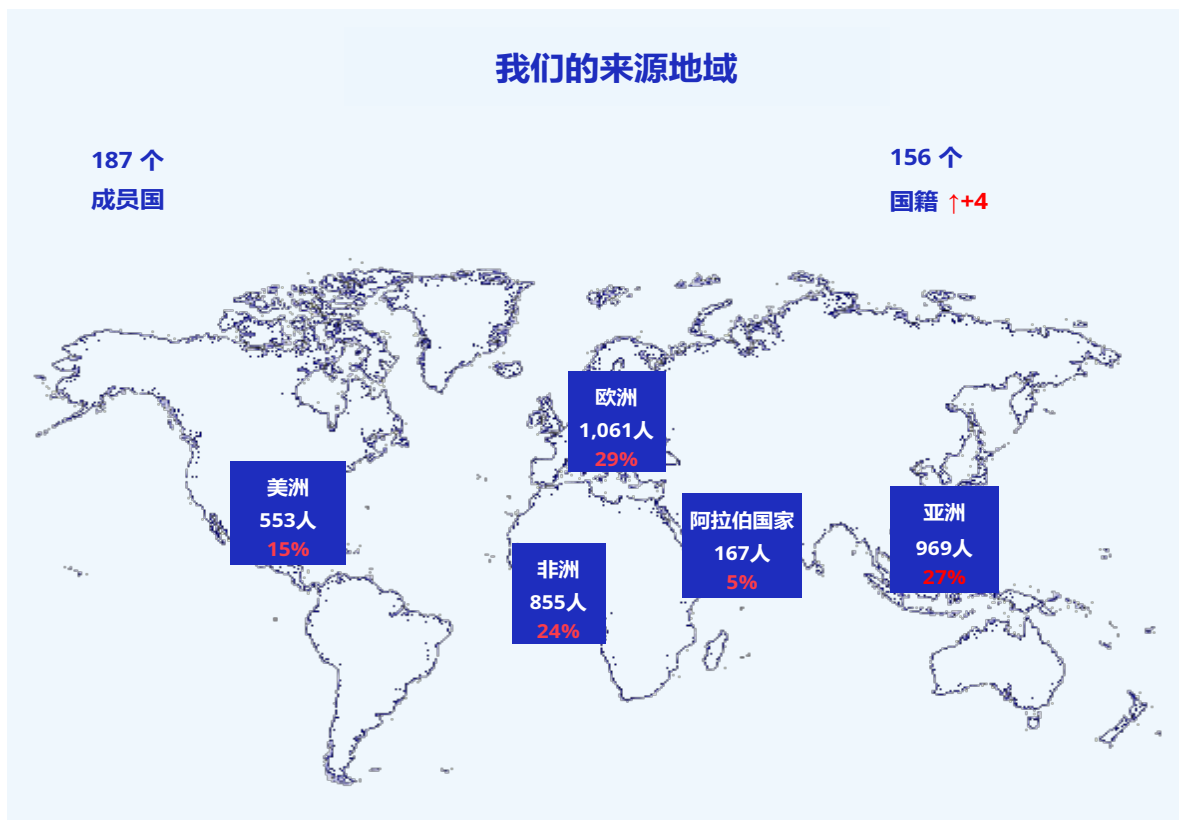 我们的来源地域
187 个
成员国
156 个
国籍 ↑+4
欧洲
1,061人
29%
美洲
553人
15%
阿拉伯国家
167人
5%
亚洲
969人
27%
非洲
855人
24%